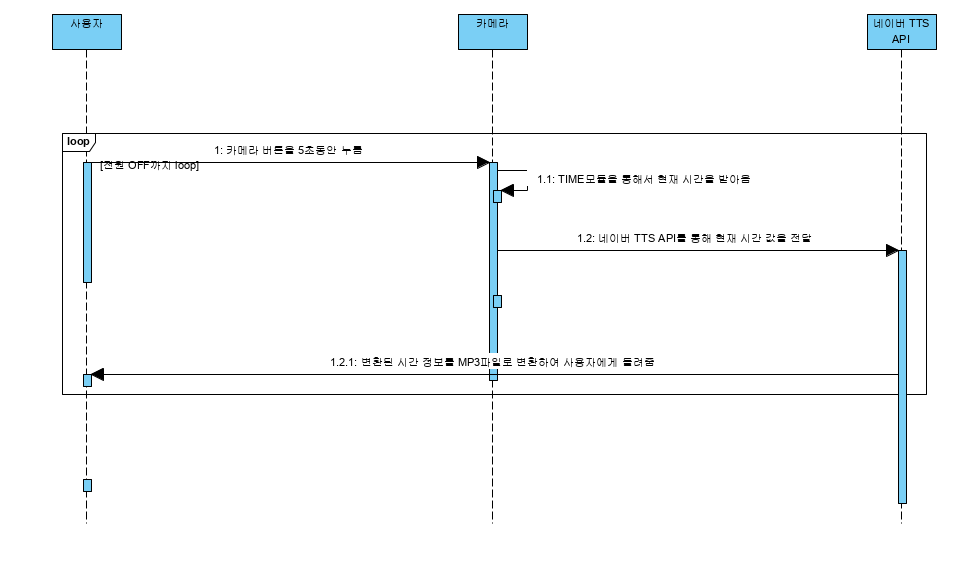 사용자
카메라
네이버 TTS
API
loop
1: 카메라 버튼을 5초동안 누름
[전원 OFF까지 loop]
1.1: TIME모듈을 통해서 현재 시간을 받아옴
1.2: 네이버 TTS API를 통해 현재 시간 값을 전달
1.2.1: 변환된 시간 정보를 MP3파일로 변환하여 사용자에게 들려줌